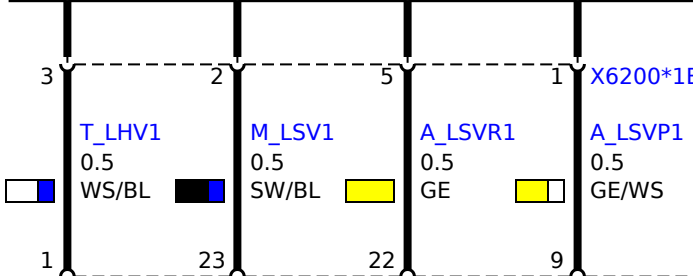 3 2 5 1 X6200*1B
T_LHV1 M_LSV1 A_LSVR1 A_LSVP1
0.5 0.5 0.5 0.5
WS/BL SW/BL GE GE/WS
1 23 22 9